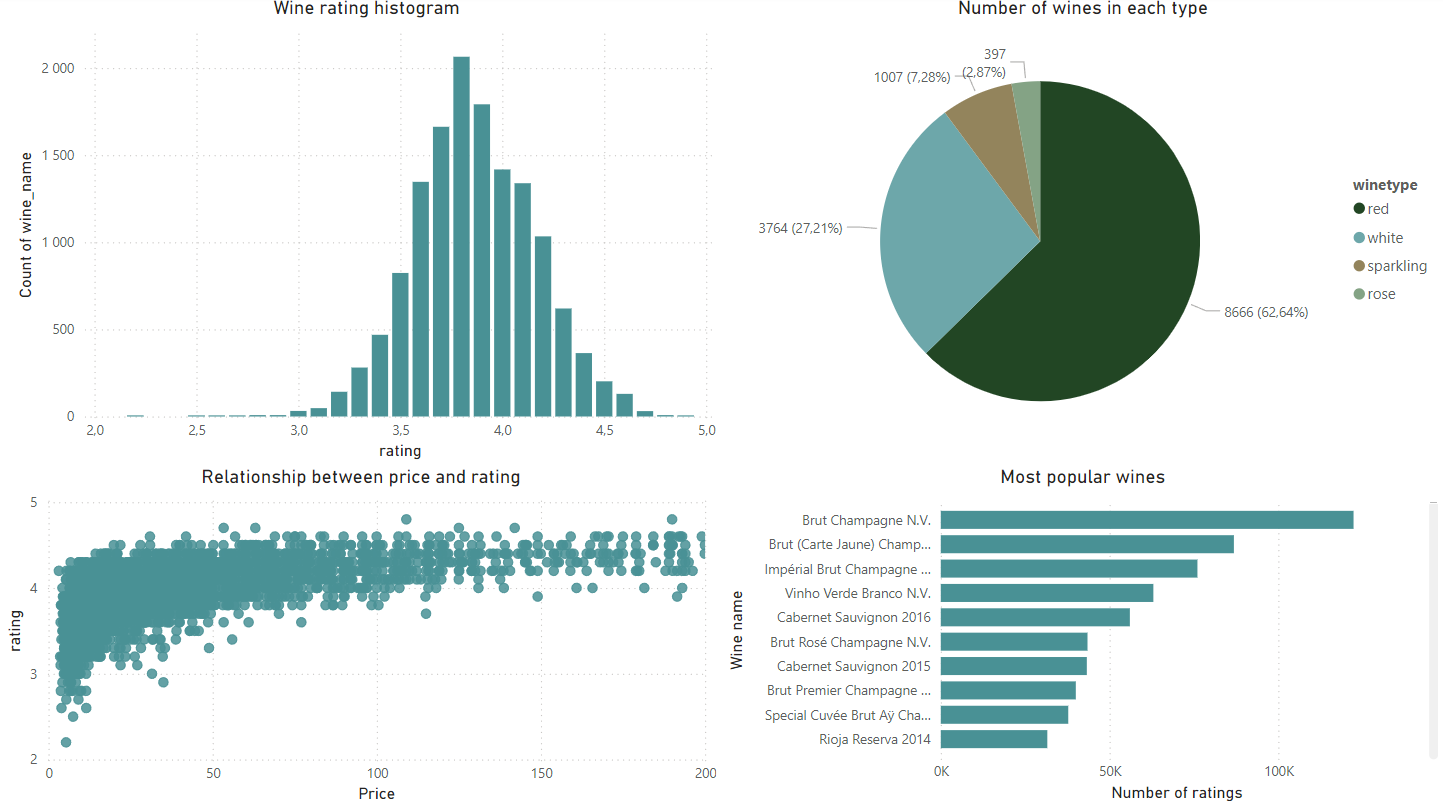 Wine rating histogram
Count of wine_name
2 000
1 500
1 000
500
0
2,0
2,5
3,0
3,5
4,0
4,5
5,0
rating
Number of wines in each type
397
(2,87%)
1007 (7,28%)
3764 (27,21%)
8666 (62,64%)
winetype
red
white
sparkling
rose
Relationship between price and rating
rating
5
4
3
2
0
50
100
150
200
Price
Most popular wines
Wine name
Brut Champagne N.V.
Brut (Carte Jaune) Champ...
Impérial Brut Champagne ...
Vinho Verde Branco N.V.
Cabernet Sauvignon 2016
Brut Rosé Champagne N.V.
Cabernet Sauvignon 2015
Brut Premier Champagne ...
Special Cuvée Brut Aÿ Cha...
Rioja Reserva 2014
0K
50K
100K
Number of ratings